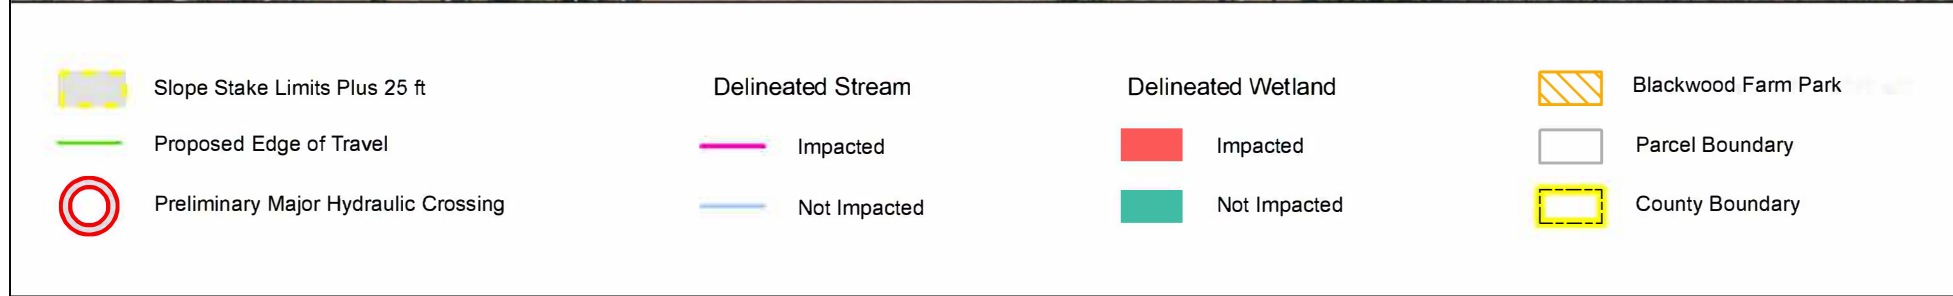 Slope Stake Limits Plus 25 ft
Proposed Edge of Travel
Preliminary Major Hydraulic Crossing
Delineated Stream
Impacted
Not Impacted
Delineated Wetland
Impacted
Not Impacted
Blackwood Farm Park
Parcel Boundary
County Boundary